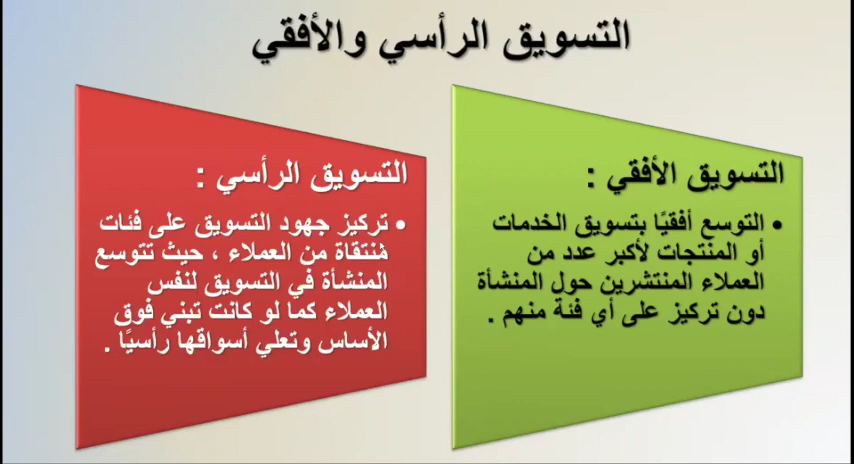 التسويق الرأسي والأفقي
التسويق الأفقي :
• التوسع أفقيًا بتسويق الخدمات
أو المنتجات لأكبر عدد من
العملاء المنتشرين حول المنشأة
دون تركيز على أي فئة منهم .
التسويق الرأسي :
• تركيز جهود التسويق على فئات
مُنتقاة من العملاء ، حيث تتوسع
المنشأة في التسويق لنفس
العملاء كما لو كانت تبني فوق
الأساس وتعلي أسواقها رأسيًا .